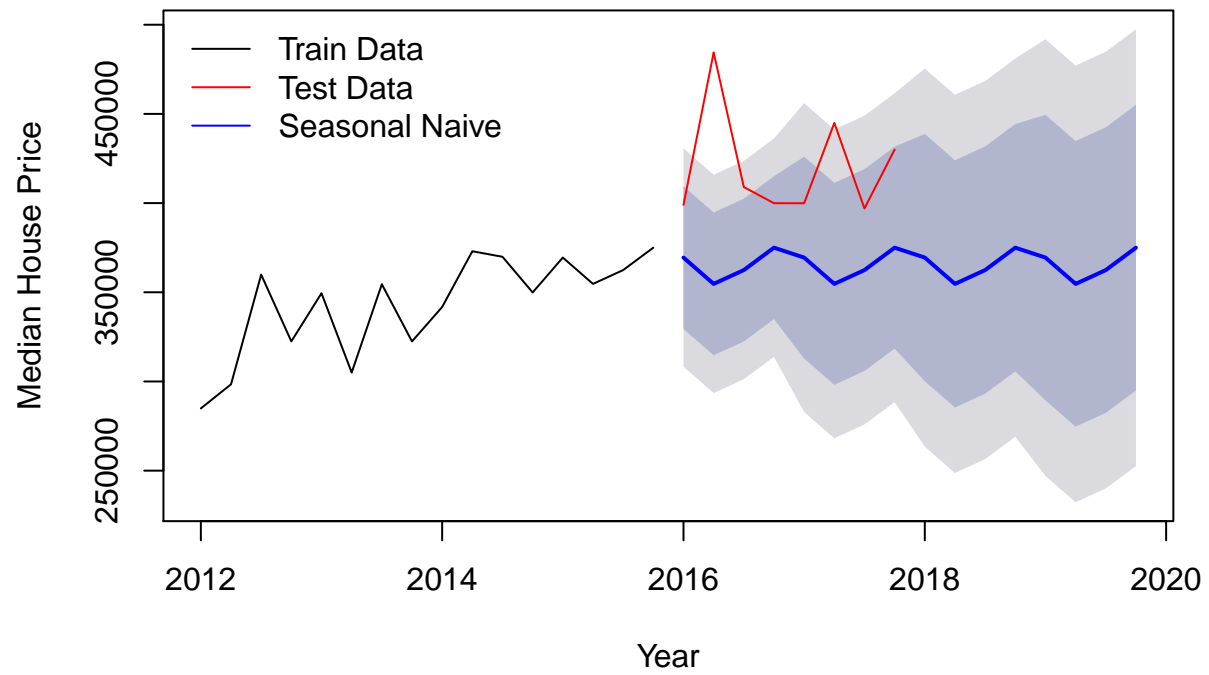 Train Data
Test Data
Seasonal Naive
Median House Price
450000
350000
250000
2012 2014 2016 2018 2020
Year